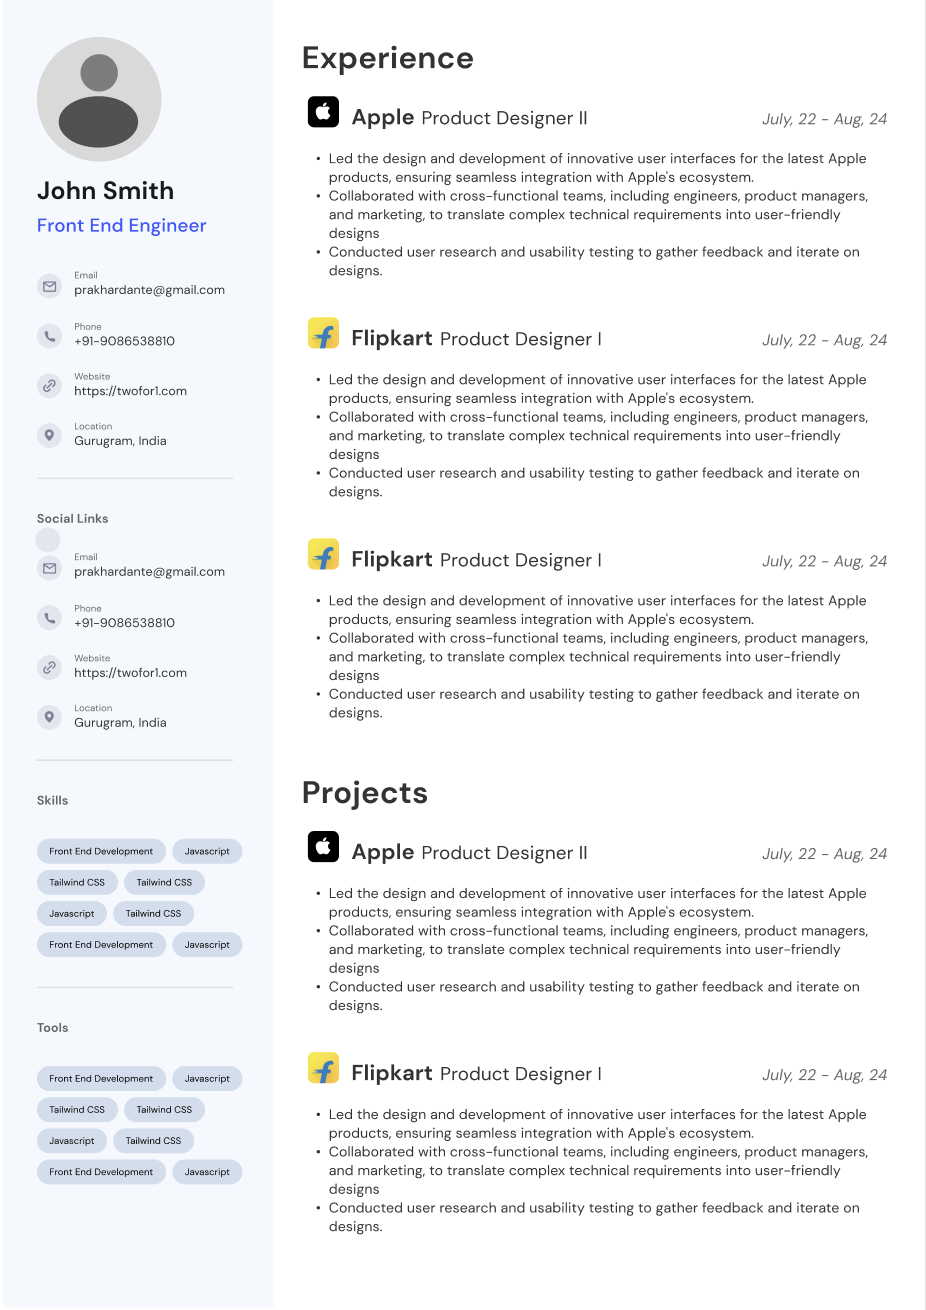 John Smith
Front End Engineer
Email
prakhardante@gmail.com
Phone
+91-9086538810
Website
https://twofor1.com
Location
Gurugram, India
Social Links
Email
prakhardante@gmail.com
Phone
+91-9086538810
Website
https://twofor1.com
Location
Gurugram, India
Skills
Front End Development Javascript
Tailwind CSS Tailwind CSS
Javascript Tailwind CSS
Front End Development Javascript
Tools
Front End Development Javascript
Tailwind CSS Tailwind CSS
Javascript Tailwind CSS
Front End Development Javascript
Experience
Apple Product Designer II July, 22 - Aug, 24
• Led the design and development of innovative user interfaces for the latest Apple
products, ensuring seamless integration with Apple's ecosystem.
• Collaborated with cross-functional teams, including engineers, product managers,
and marketing, to translate complex technical requirements into user-friendly
designs
• Conducted user research and usability testing to gather feedback and iterate on
designs.
Flipkart Product Designer I July, 22 - Aug, 24
• Led the design and development of innovative user interfaces for the latest Apple
products, ensuring seamless integration with Apple's ecosystem.
• Collaborated with cross-functional teams, including engineers, product managers,
and marketing, to translate complex technical requirements into user-friendly
designs
• Conducted user research and usability testing to gather feedback and iterate on
designs.
Flipkart Product Designer I July, 22 - Aug, 24
• Led the design and development of innovative user interfaces for the latest Apple
products, ensuring seamless integration with Apple's ecosystem.
• Collaborated with cross-functional teams, including engineers, product managers,
and marketing, to translate complex technical requirements into user-friendly
designs
• Conducted user research and usability testing to gather feedback and iterate on
designs.
Projects
Apple Product Designer II July, 22 - Aug, 24
• Led the design and development of innovative user interfaces for the latest Apple
products, ensuring seamless integration with Apple's ecosystem.
• Collaborated with cross-functional teams, including engineers, product managers,
and marketing, to translate complex technical requirements into user-friendly
designs
• Conducted user research and usability testing to gather feedback and iterate on
designs.
Flipkart Product Designer I July, 22 - Aug, 24
• Led the design and development of innovative user interfaces for the latest Apple
products, ensuring seamless integration with Apple's ecosystem.
• Collaborated with cross-functional teams, including engineers, product managers,
and marketing, to translate complex technical requirements into user-friendly
designs
• Conducted user research and usability testing to gather feedback and iterate on
designs.